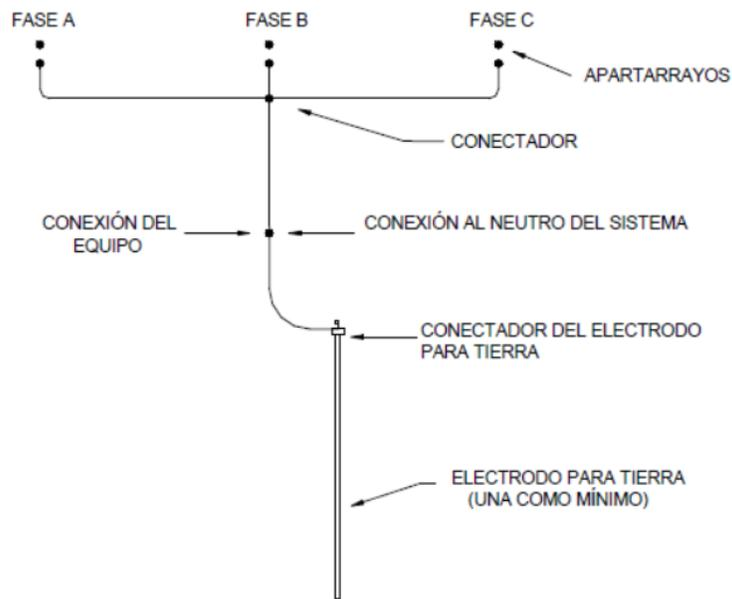 FASE A
FASE B
FASE C
APARTARRAYOS
CONECTADOR
CONEXIÓN DEL
EQUIPO
CONEXIÓN AL NEUTRO DEL SISTEMA
CONECTADOR DEL ELECTRODO
PARA TIERRA
ELECTRODO PARA TIERRA
(UNA COMO MÍNIMO)